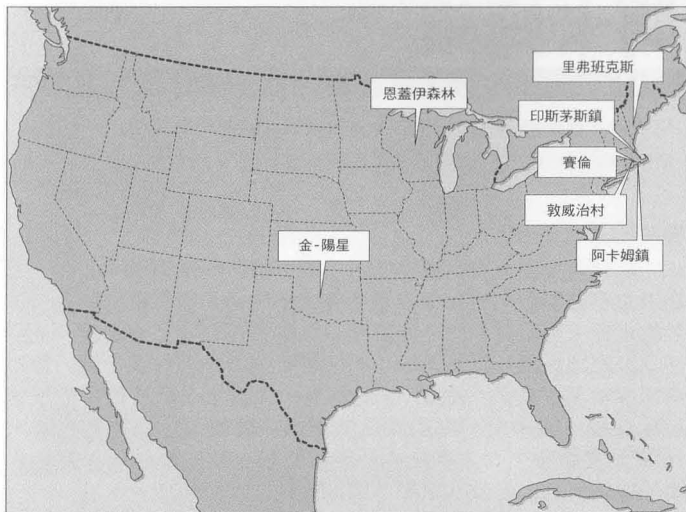 里弗班克斯
恩蓋伊森林
印斯茅斯鎮
賽倫
敦威治村
金-陽星
阿卡姆鎮